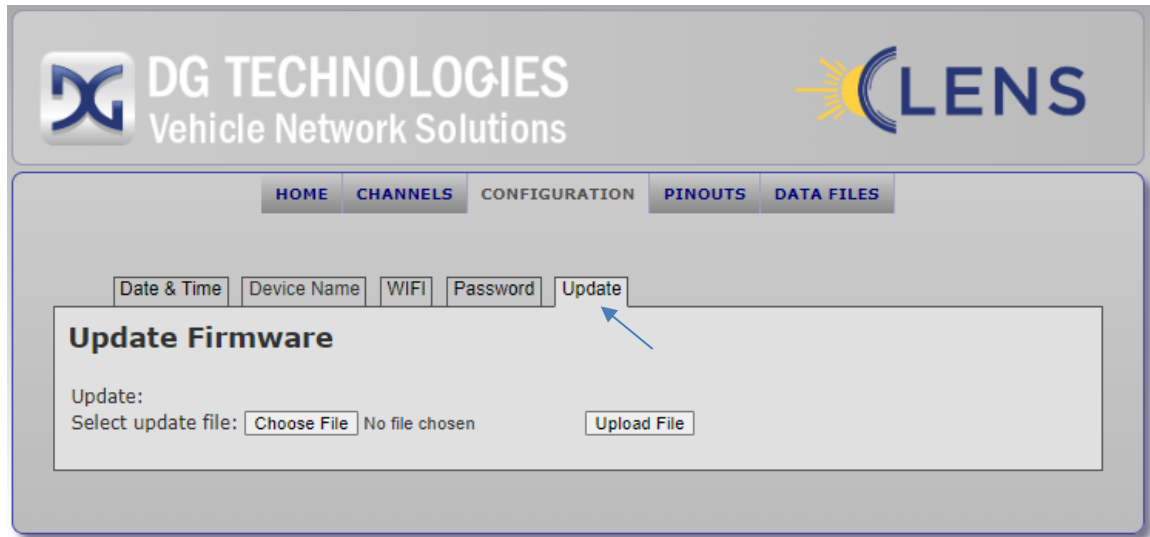 DG TECHNOLOGIES
Vehicle Network Solutions
LENS
HOME CHANNELS CONFIGURATION PINOUTS DATA FILES
Date & Time Device Name WIFI Password Update
Update Firmware
Update:
Select update file: Choose File No file chosen Upload File